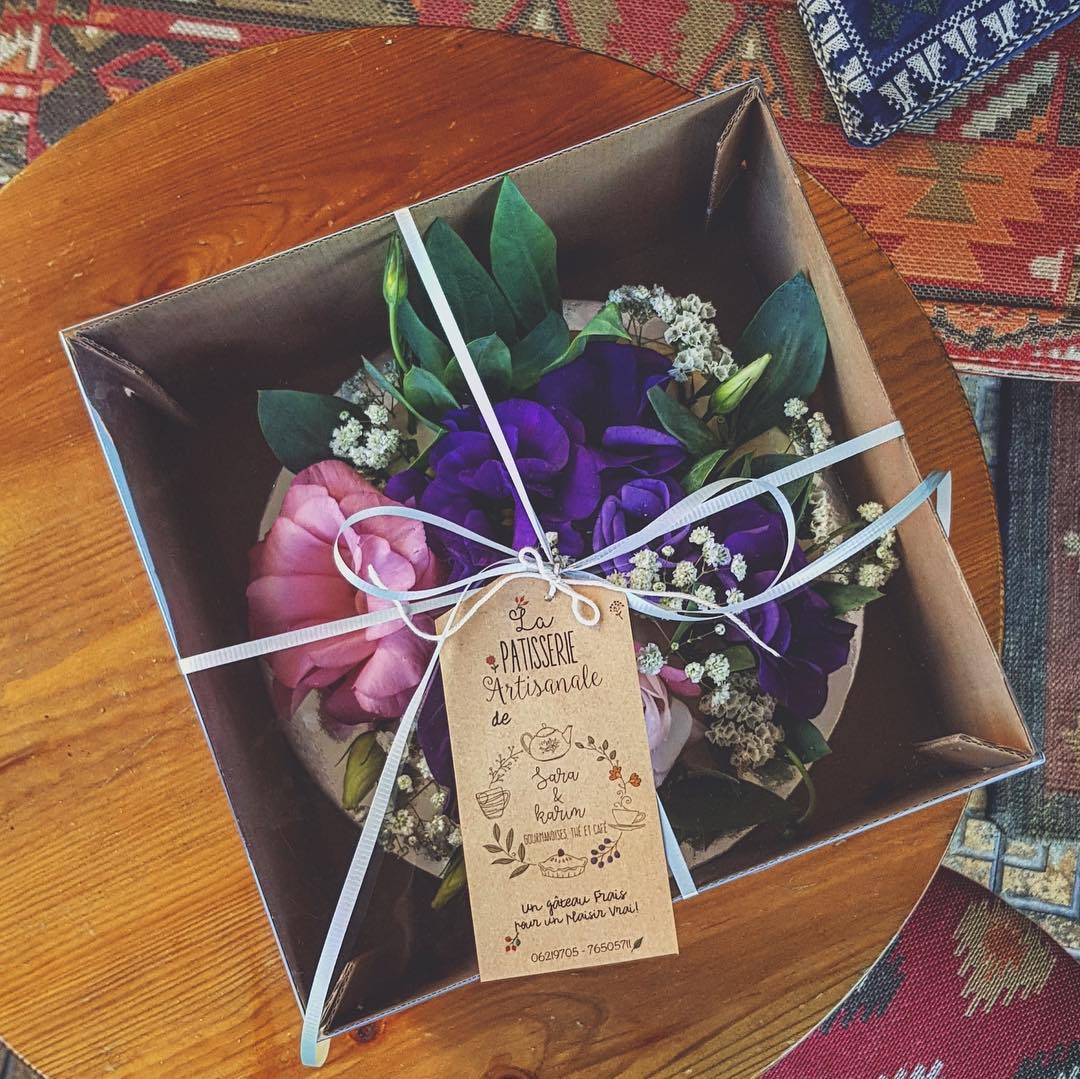 La
PATISSERIE
Artisanale
de
Sara
&
karim
GOURMANDISES, THÉ ET CAFÉ
un gâteau Frais
pour un plaisir Vrai!
06219705 - 76505711